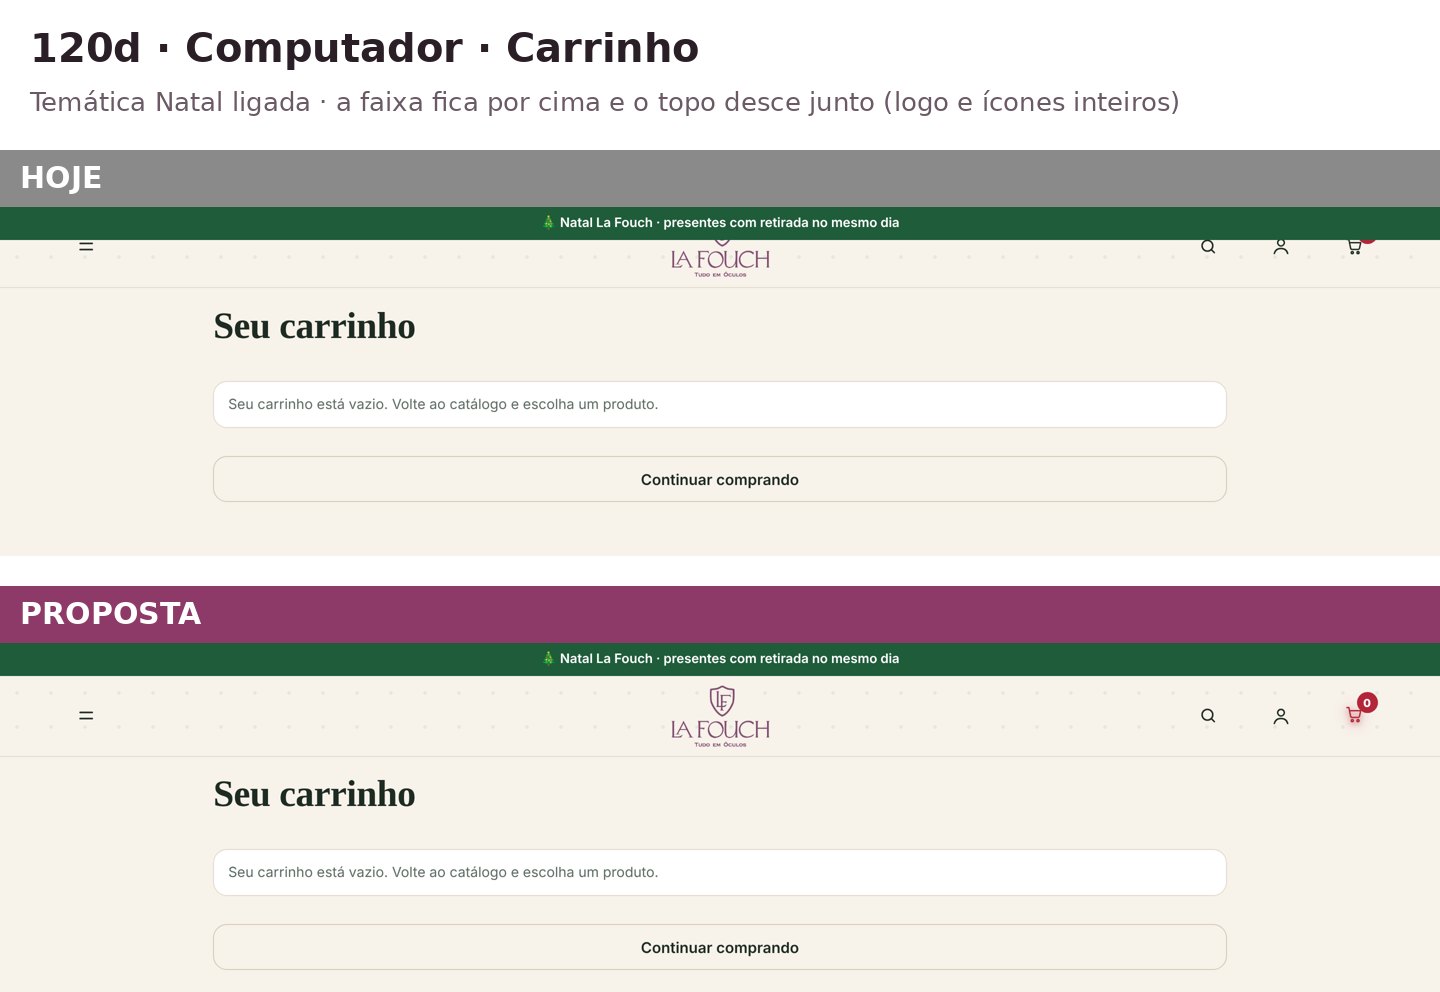 120d · Computador · Carrinho
Temática Natal ligada · a faixa fica por cima e o topo desce junto (logo e ícones inteiros)
HOJE
🎄 Natal La Fouch · presentes com retirada no mesmo dia
LA FOUCH
TUDO EM ÓCULOS
Seu carrinho
Seu carrinho está vazio. Volte ao catálogo e escolha um produto.
Continuar comprando
PROPOSTA
🎄 Natal La Fouch · presentes com retirada no mesmo dia
LF
LA FOUCH
TUDO EM ÓCULOS
0
Seu carrinho
Seu carrinho está vazio. Volte ao catálogo e escolha um produto.
Continuar comprando